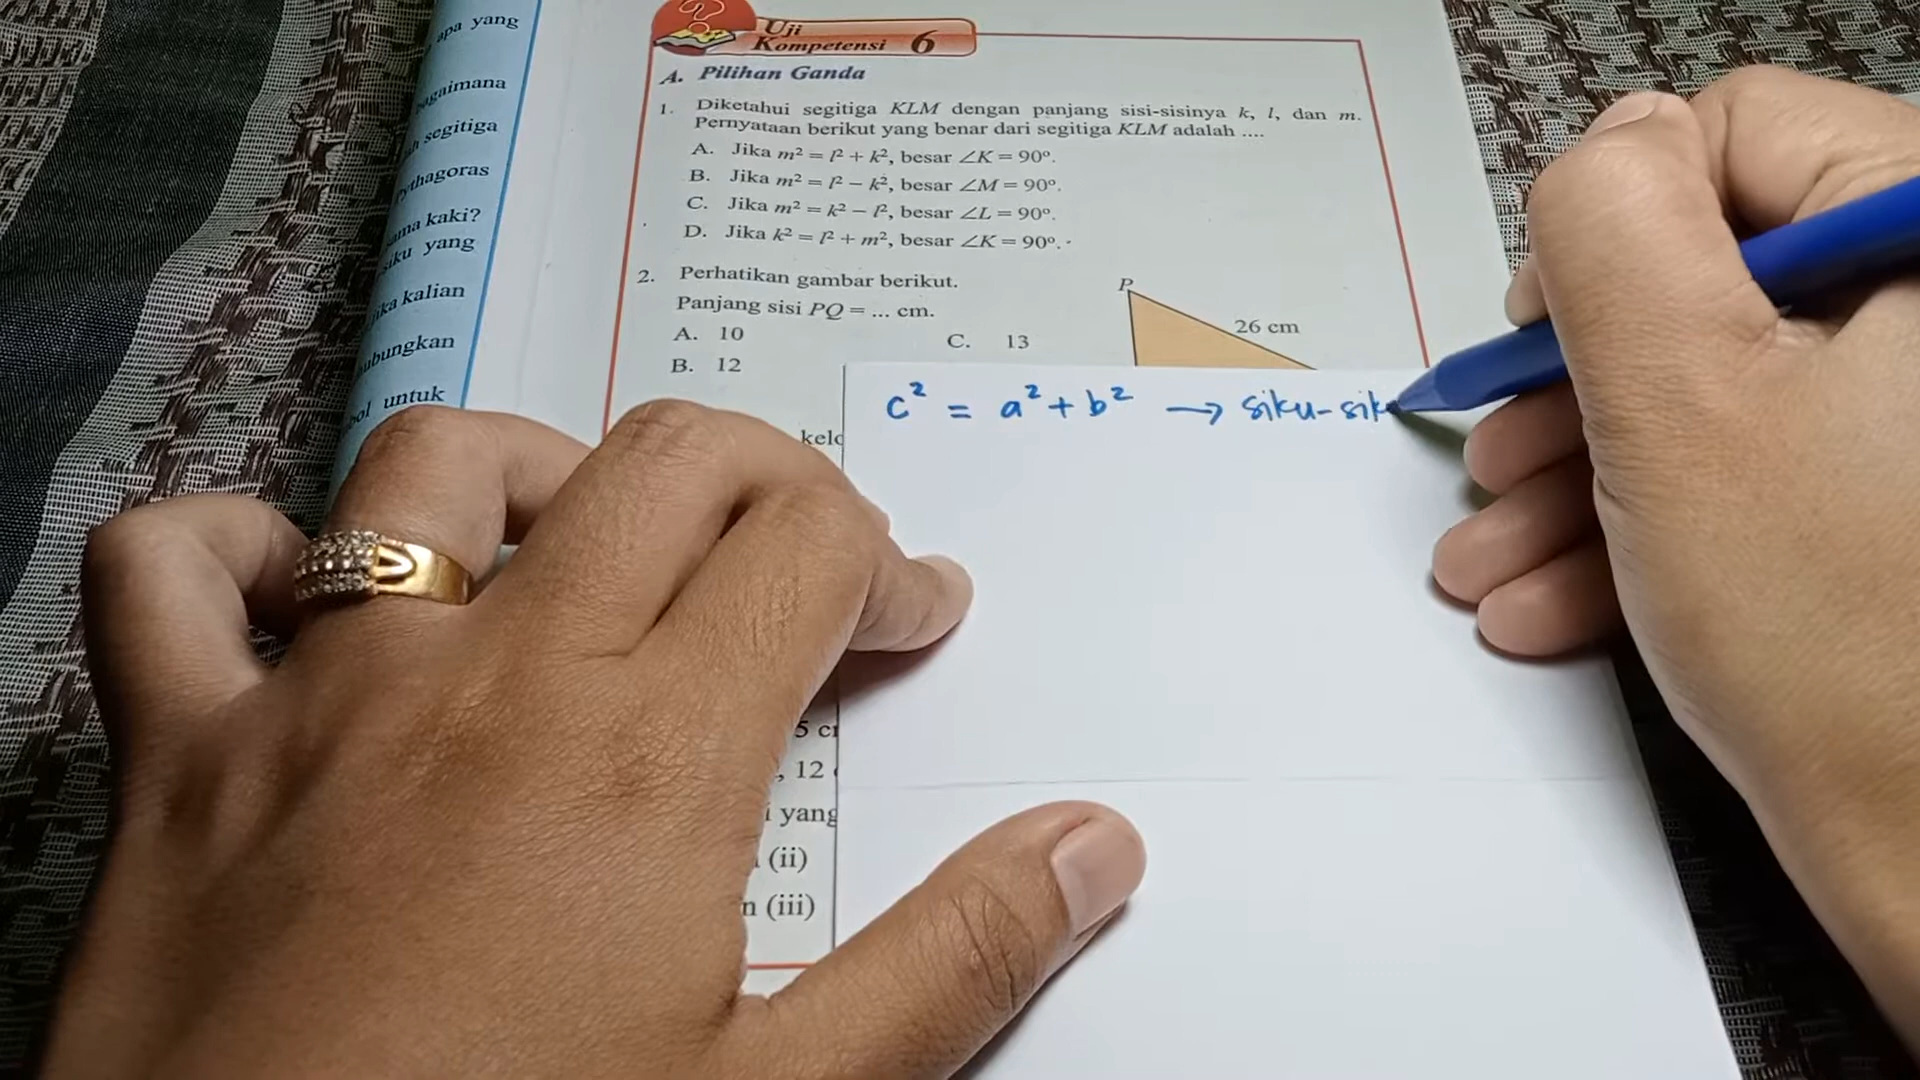 apa yang
bagaimana
segitiga
Pythagoras
sama kaki?
siku yang
jika kalian
hubungkan
untuk
Uji
Kompetensi 6
A. Pilihan Ganda
1. Diketahui segitiga KLM dengan panjang sisi-sisinya k, l, dan m.
Pernyataan berikut yang benar dari segitiga KLM adalah ....
A. Jika m² = l² + k², besar ∠K = 90°.
B. Jika m² = l² − k², besar ∠M = 90°.
C. Jika m² = k² − l², besar ∠L = 90°.
D. Jika k² = l² + m², besar ∠K = 90°.
2. Perhatikan gambar berikut.
Panjang sisi PQ = ... cm.
A. 10 C. 13
B. 12
P
26 cm
c² = a² + b² → siku-sik
kelo
5 c
, 12
yang
(ii)
n (iii)